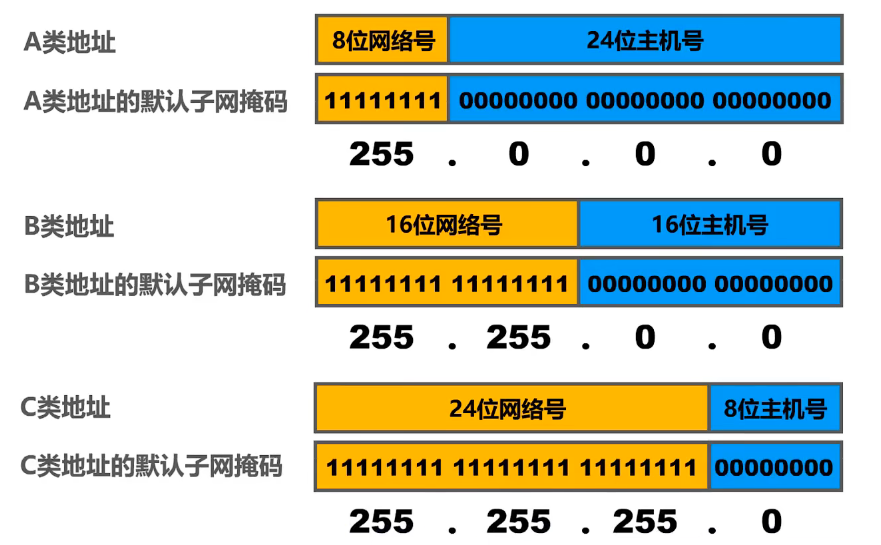 A类地址 8位网络号 24位主机号
A类地址的默认子网掩码 11111111 00000000 00000000 00000000
255 . 0 . 0 . 0
B类地址 16位网络号 16位主机号
B类地址的默认子网掩码 11111111 11111111 00000000 00000000
255 . 255 . 0 . 0
C类地址 24位网络号 8位主机号
C类地址的默认子网掩码 11111111 11111111 11111111 00000000
255 . 255 . 255 . 0